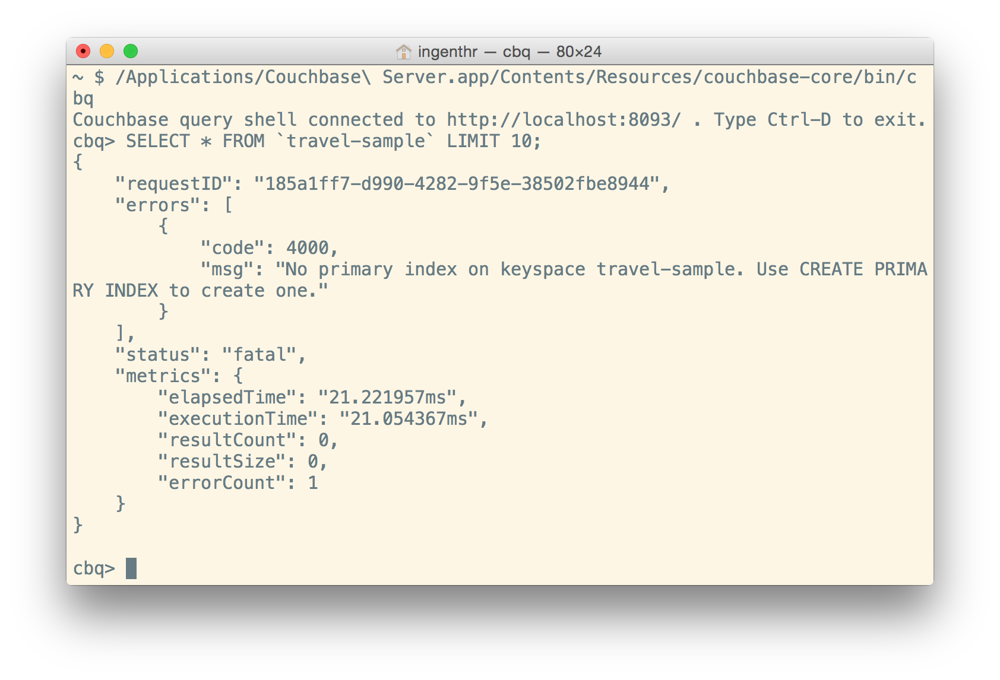 ingenthr — cbq — 80×24
~ $ /Applications/Couchbase\ Server.app/Contents/Resources/couchbase-core/bin/c
bq
Couchbase query shell connected to http://localhost:8093/ . Type Ctrl-D to exit.
cbq> SELECT * FROM `travel-sample` LIMIT 10;
{
    "requestID": "185a1ff7-d990-4282-9f5e-38502fbe8944",
    "errors": [
        {
            "code": 4000,
            "msg": "No primary index on keyspace travel-sample. Use CREATE PRIMA
RY INDEX to create one."
        }
    ],
    "status": "fatal",
    "metrics": {
        "elapsedTime": "21.221957ms",
        "executionTime": "21.054367ms",
        "resultCount": 0,
        "resultSize": 0,
        "errorCount": 1
    }
}
cbq>